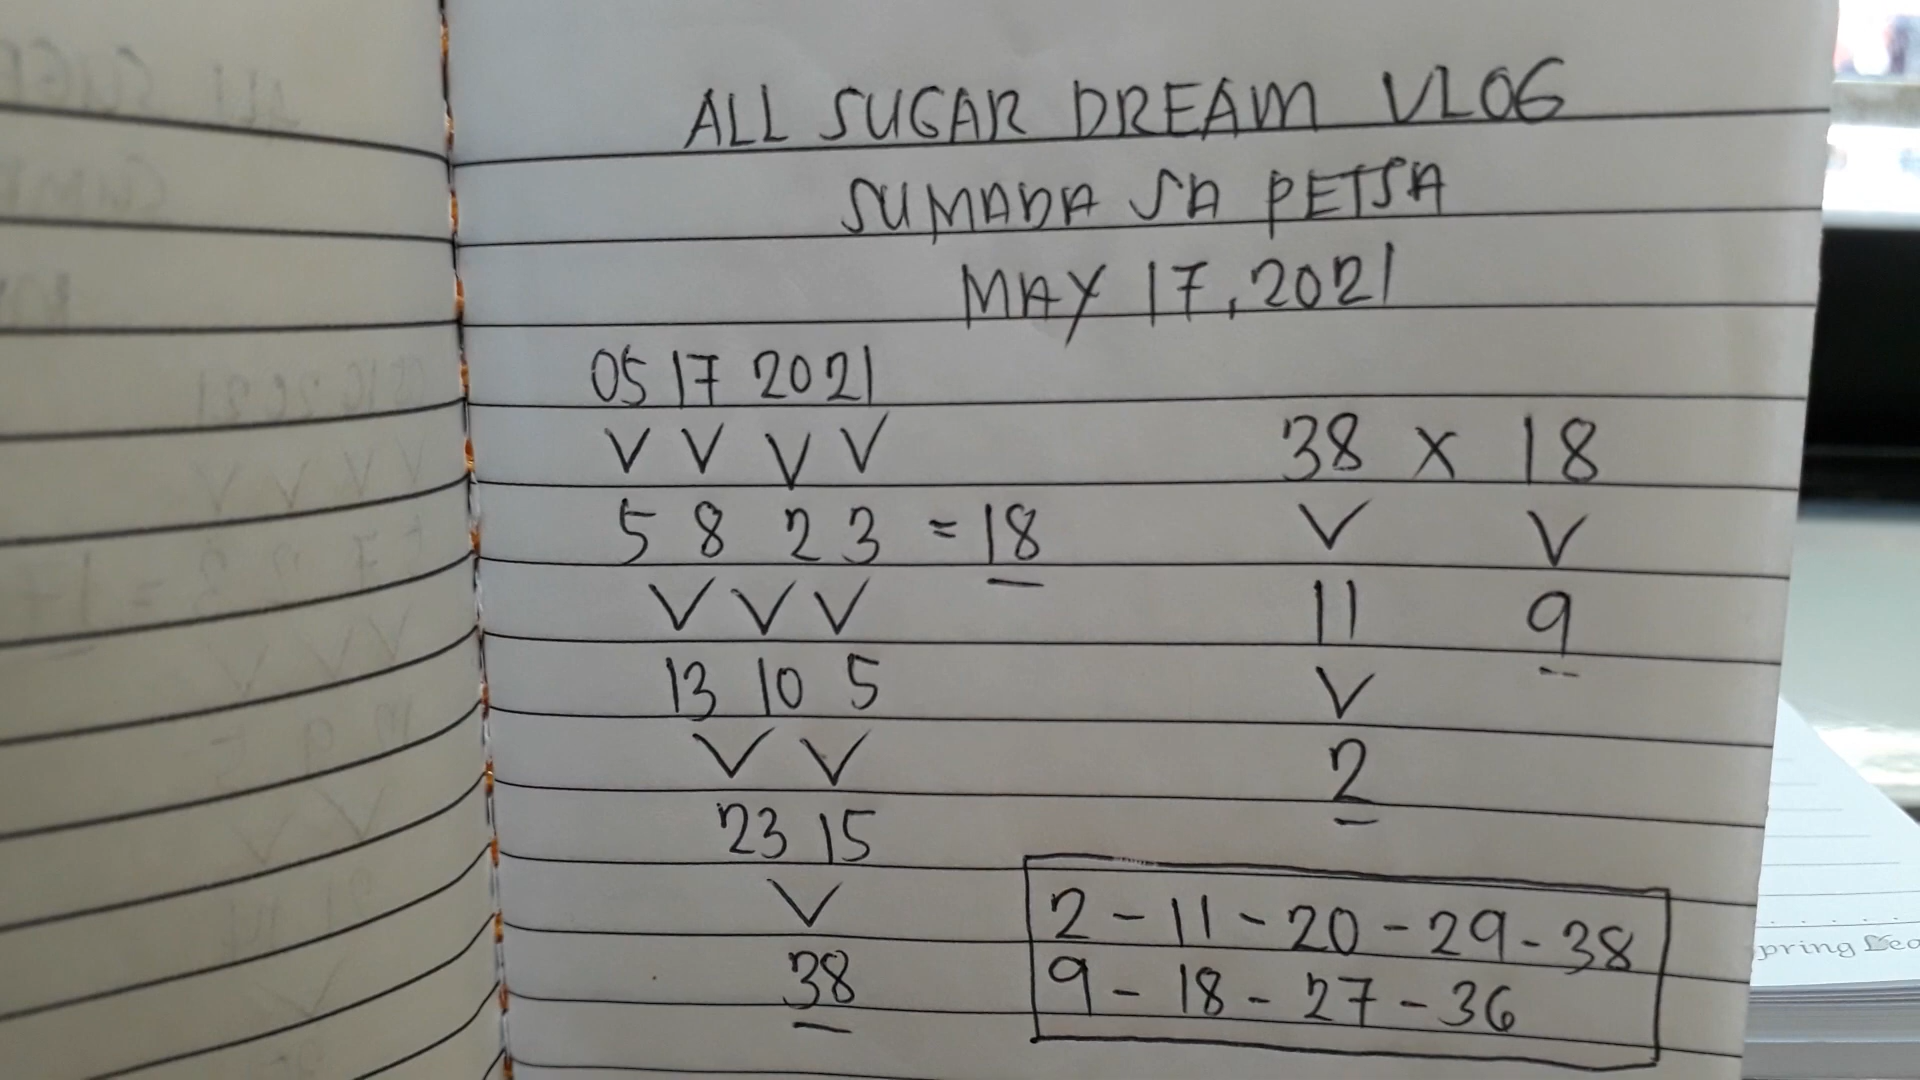 ALL SUGAR DREAM VLOG
SUMADA SA PETSA
MAY 17, 2021
05 17 2021
V V V V
5 8 2 3 = 18
V V V
13 10 5
V V
23 15
V
38
38 x 18
V V
11 9
V
2
2 - 11 - 20 - 29 - 38
9 - 18 - 27 - 36